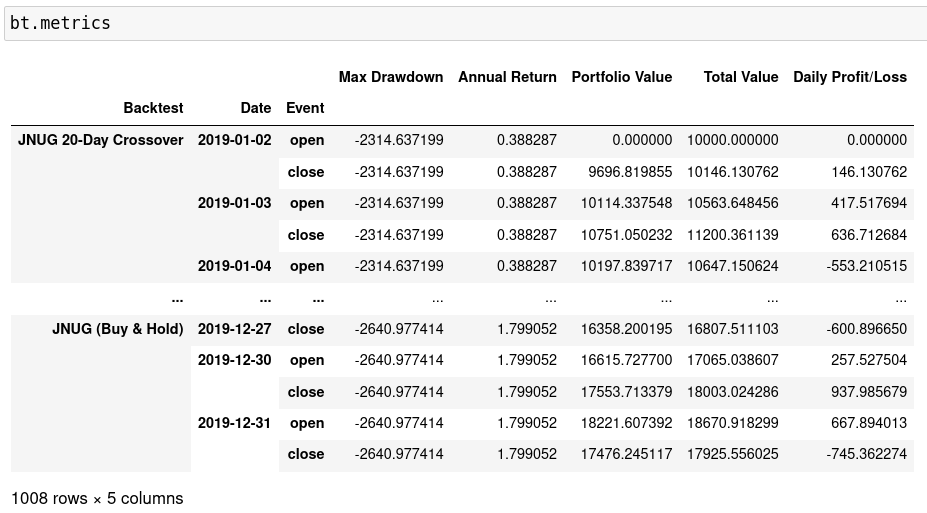 bt.metrics
Max Drawdown Annual Return Portfolio Value Total Value Daily Profit/Loss
Backtest Date Event
JNUG 20-Day Crossover 2019-01-02 open -2314.637199 0.388287 0.000000 10000.000000 0.000000
close -2314.637199 0.388287 9696.819855 10146.130762 146.130762
2019-01-03 open -2314.637199 0.388287 10114.337548 10563.648456 417.517694
close -2314.637199 0.388287 10751.050232 11200.361139 636.712684
2019-01-04 open -2314.637199 0.388287 10197.839717 10647.150624 -553.210515
... ... ... ... ... ... ... ...
JNUG (Buy & Hold) 2019-12-27 close -2640.977414 1.799052 16358.200195 16807.511103 -600.896650
2019-12-30 open -2640.977414 1.799052 16615.727700 17065.038607 257.527504
close -2640.977414 1.799052 17553.713379 18003.024286 937.985679
2019-12-31 open -2640.977414 1.799052 18221.607392 18670.918299 667.894013
close -2640.977414 1.799052 17476.245117 17925.556025 -745.362274
1008 rows × 5 columns